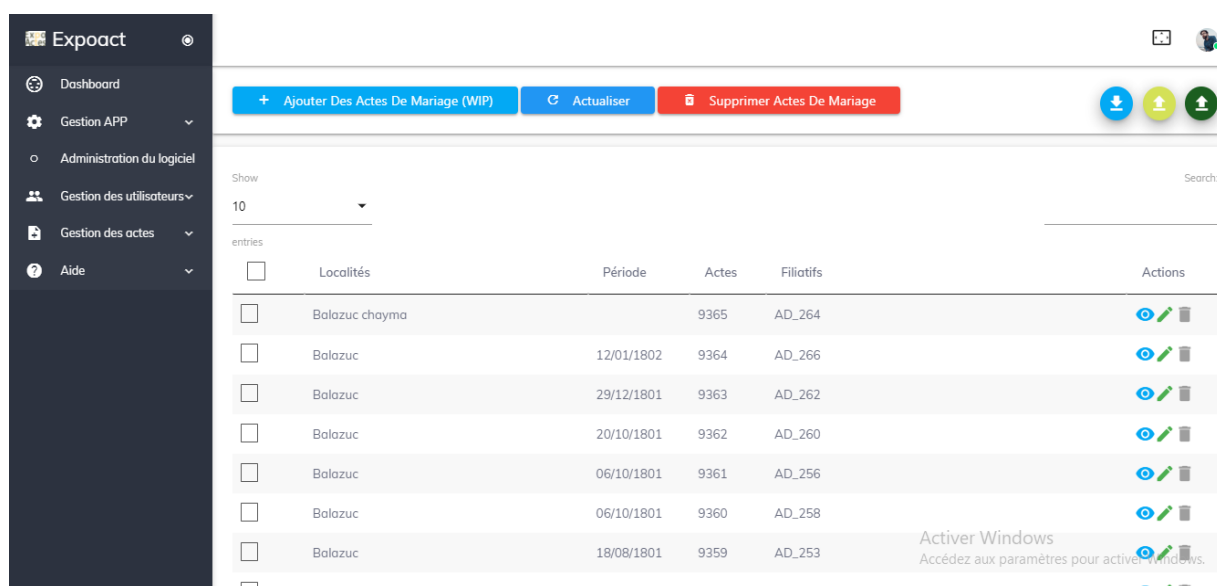 Expoact
Dashboard
Gestion APP
Administration du logiciel
Gestion des utilisateurs
Gestion des actes
Aide
+ Ajouter Des Actes De Mariage (WIP) Actualiser Supprimer Actes De Mariage
Show Search:
10
entries
Localités Période Actes Filiatifs Actions
Balazuc chayma 9365 AD_264
Balazuc 12/01/1802 9364 AD_266
Balazuc 29/12/1801 9363 AD_262
Balazuc 20/10/1801 9362 AD_260
Balazuc 06/10/1801 9361 AD_256
Balazuc 06/10/1801 9360 AD_258
Balazuc 18/08/1801 9359 AD_253
Activer Windows
Accédez aux paramètres pour activer Windows.